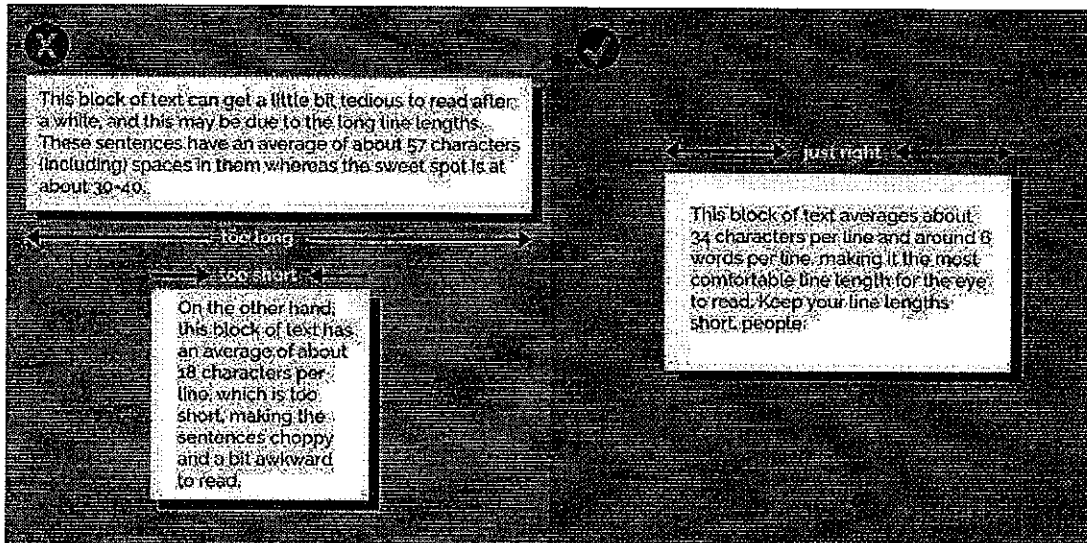 X
This block of text can get a little bit tedious to read after
a while, and this may be due to the long line lengths.
These sentences have an average of about 57 characters
(including) spaces in them whereas the sweet spot is at
about 30-40.
too long
too short
On the other hand,
this block of text has
an average of about
18 characters per
line, which is too
short, making the
sentences choppy
and a bit awkward
to read.
just right
This block of text averages about
34 characters per line and around 6
words per line, making it the most
comfortable line length for the eye
to read. Keep your line lengths
short, people.